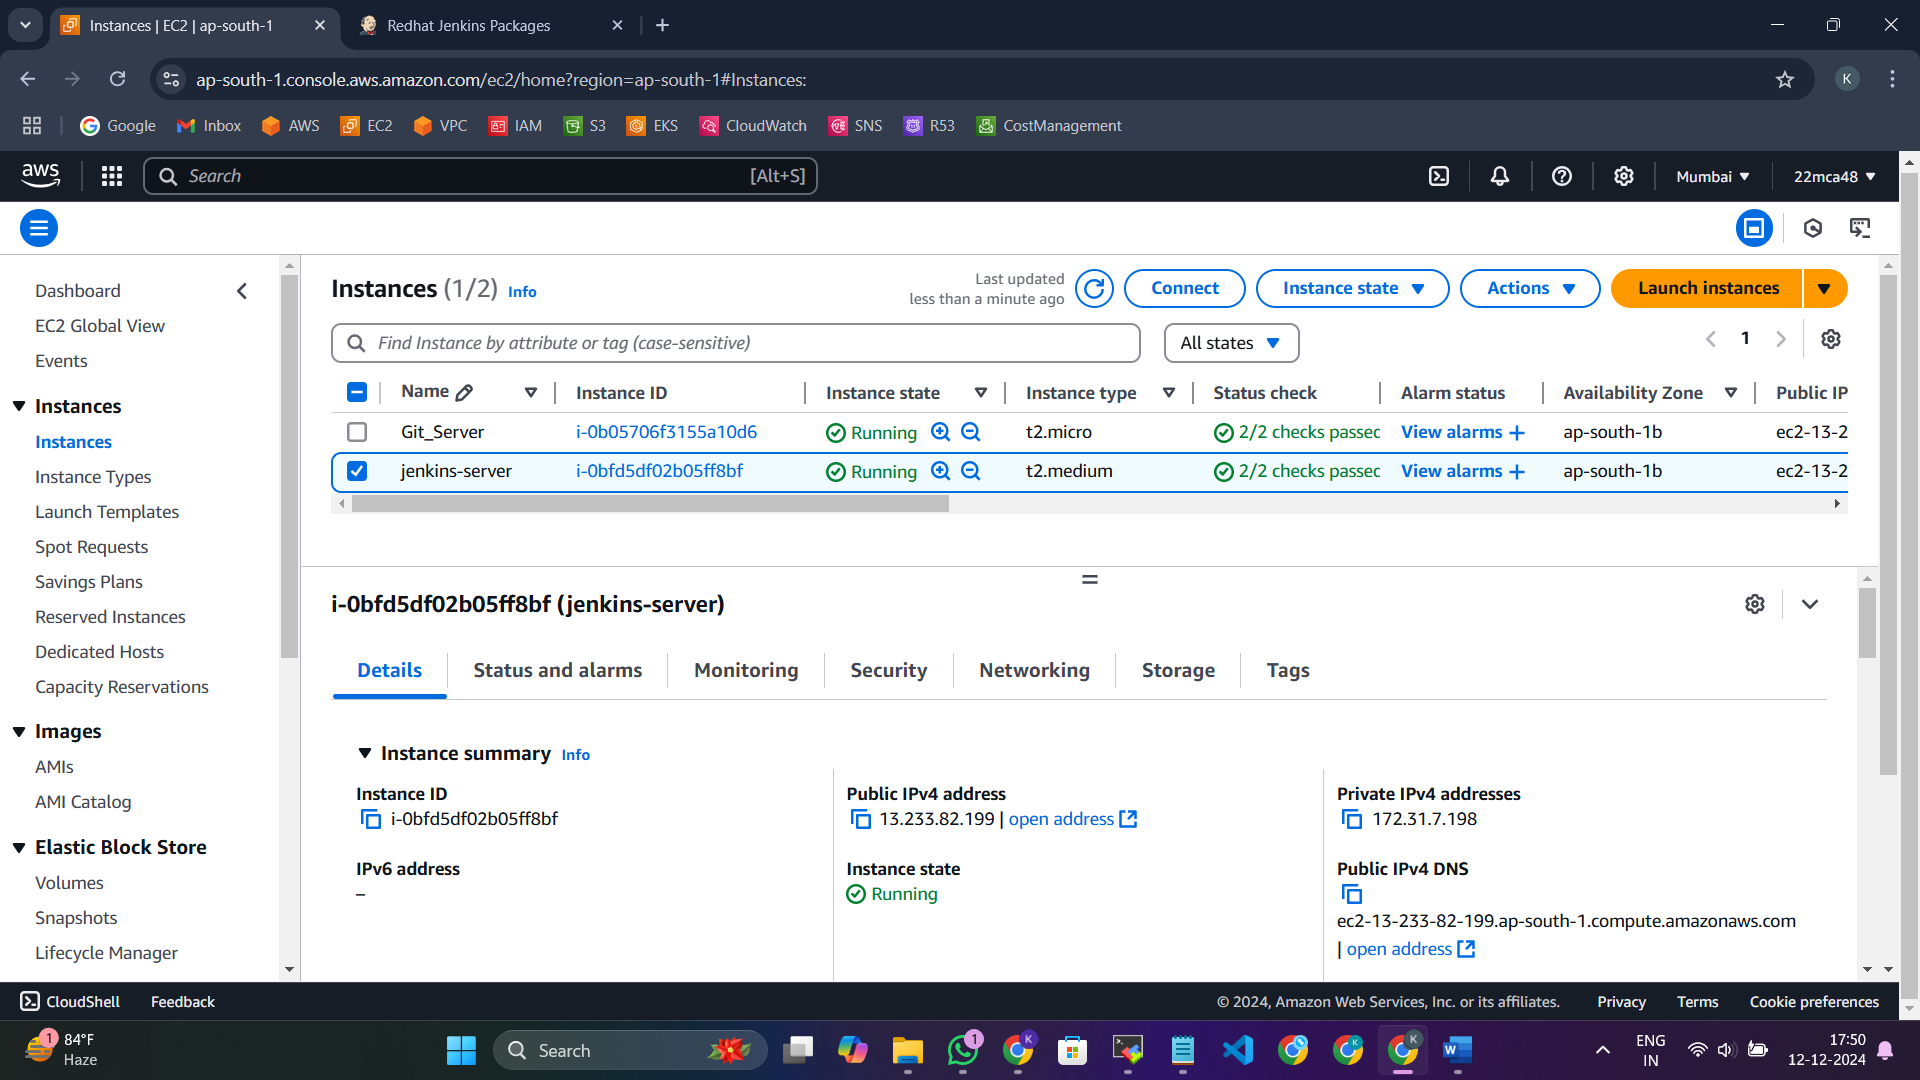 Instances | EC2 | ap-south-1
Redhat Jenkins Packages
ap-south-1.console.aws.amazon.com/ec2/home?region=ap-south-1#Instances:
K
Google Inbox AWS EC2 VPC IAM S3 EKS CloudWatch SNS R53 CostManagement
aws
Search [Alt+S]
Mumbai
22mca48
Dashboard
EC2 Global View
Events
Instances
Instances
Instance Types
Launch Templates
Spot Requests
Savings Plans
Reserved Instances
Dedicated Hosts
Capacity Reservations
Images
AMIs
AMI Catalog
Elastic Block Store
Volumes
Snapshots
Lifecycle Manager
Instances (1/2) Info
Last updated
less than a minute ago
Connect
Instance state
Actions
Launch instances
Find Instance by attribute or tag (case-sensitive)
All states
1
Name Instance ID Instance state Instance type Status check Alarm status Availability Zone Public IP
Git_Server i-0b05706f3155a10d6 Running t2.micro 2/2 checks passec View alarms + ap-south-1b ec2-13-2
jenkins-server i-0bfd5df02b05ff8bf Running t2.medium 2/2 checks passec View alarms + ap-south-1b ec2-13-2
i-0bfd5df02b05ff8bf (jenkins-server)
Details Status and alarms Monitoring Security Networking Storage Tags
Instance summary Info
Instance ID
i-0bfd5df02b05ff8bf
IPv6 address
–
Public IPv4 address
13.233.82.199 | open address
Instance state
Running
Private IPv4 addresses
172.31.7.198
Public IPv4 DNS
ec2-13-233-82-199.ap-south-1.compute.amazonaws.com
| open address
CloudShell Feedback
© 2024, Amazon Web Services, Inc. or its affiliates. Privacy Terms Cookie preferences
1
84°F
Haze
Search
1
K
K
K
W
ENG
IN
17:50
12-12-2024